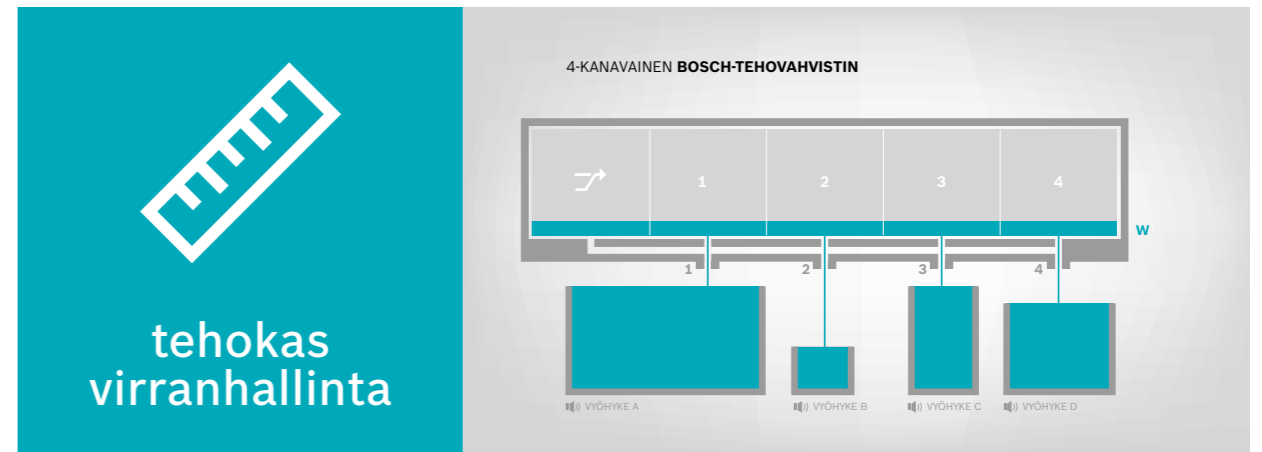 tehokas
virranhallinta
4-KANAVAINEN BOSCH-TEHOVAHVISTIN
1 2 3 4
W
1 2 3 4
VYÖHYKE A VYÖHYKE B VYÖHYKE C VYÖHYKE D